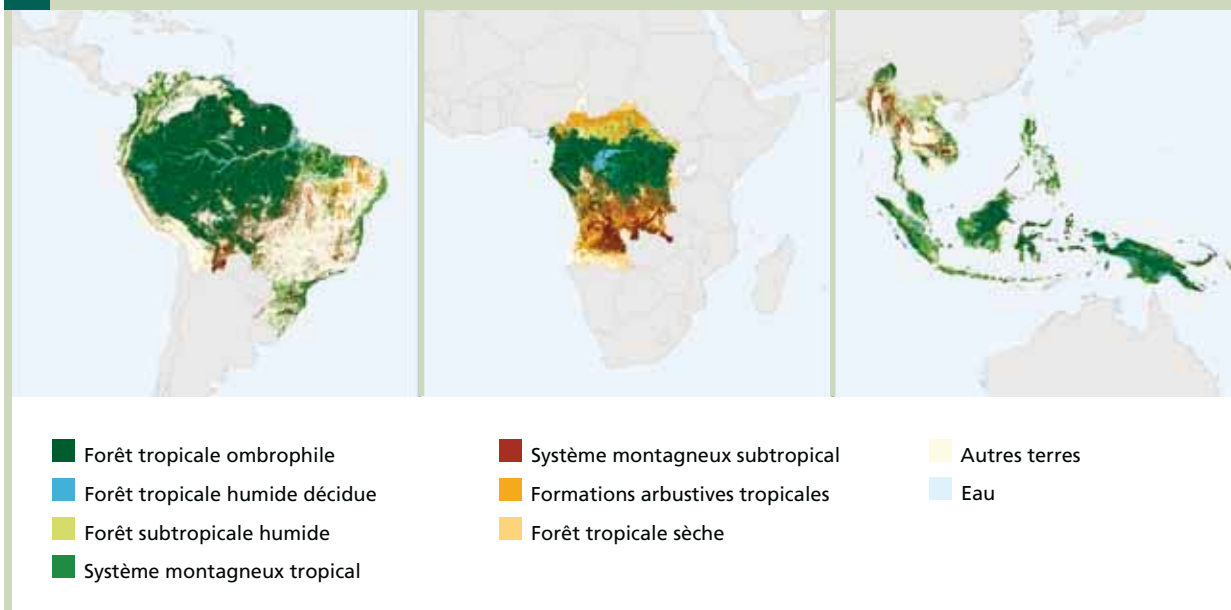 Forêt tropicale ombrophile
Forêt tropicale humide décidue
Forêt subtropicale humide
Système montagneux tropical
Système montagneux subtropical
Formations arbustives tropicales
Forêt tropicale sèche
Autres terres
Eau